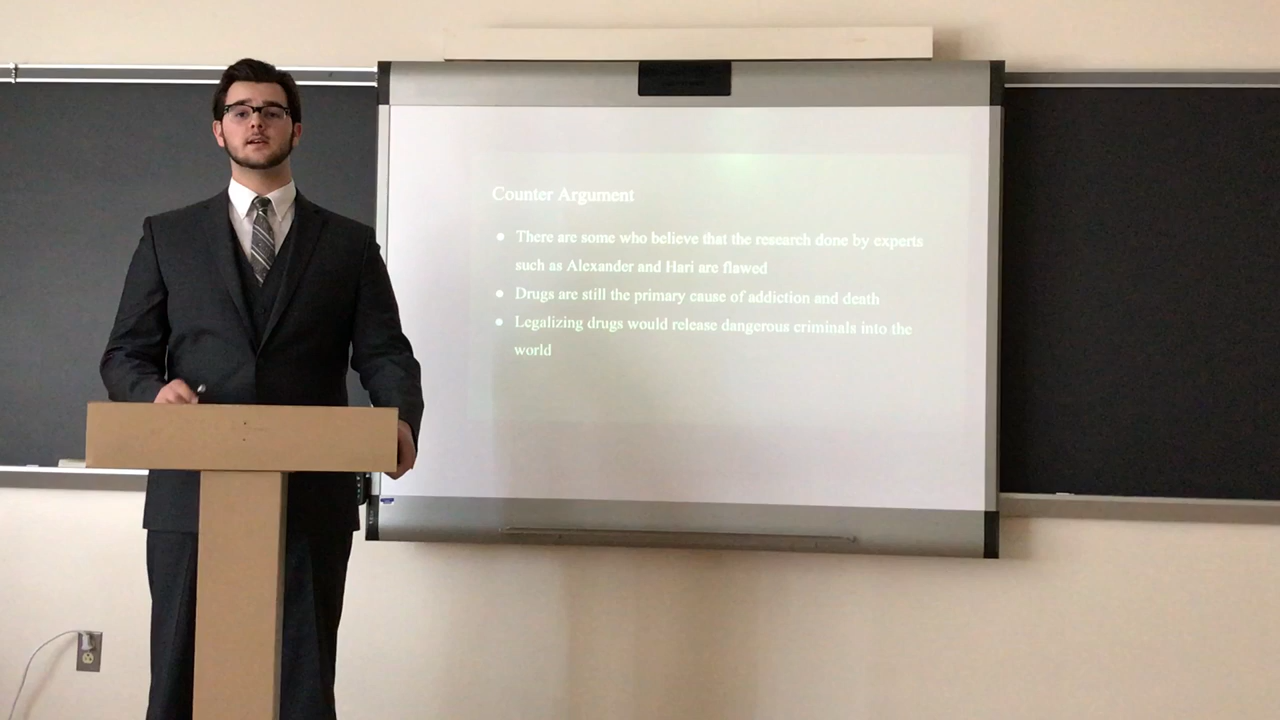 Counter Argument
● There are some who believe that the research done by experts
such as Alexander and Hari are flawed
● Drugs are still the primary cause of addiction and death
● Legalizing drugs would release dangerous criminals into the
world